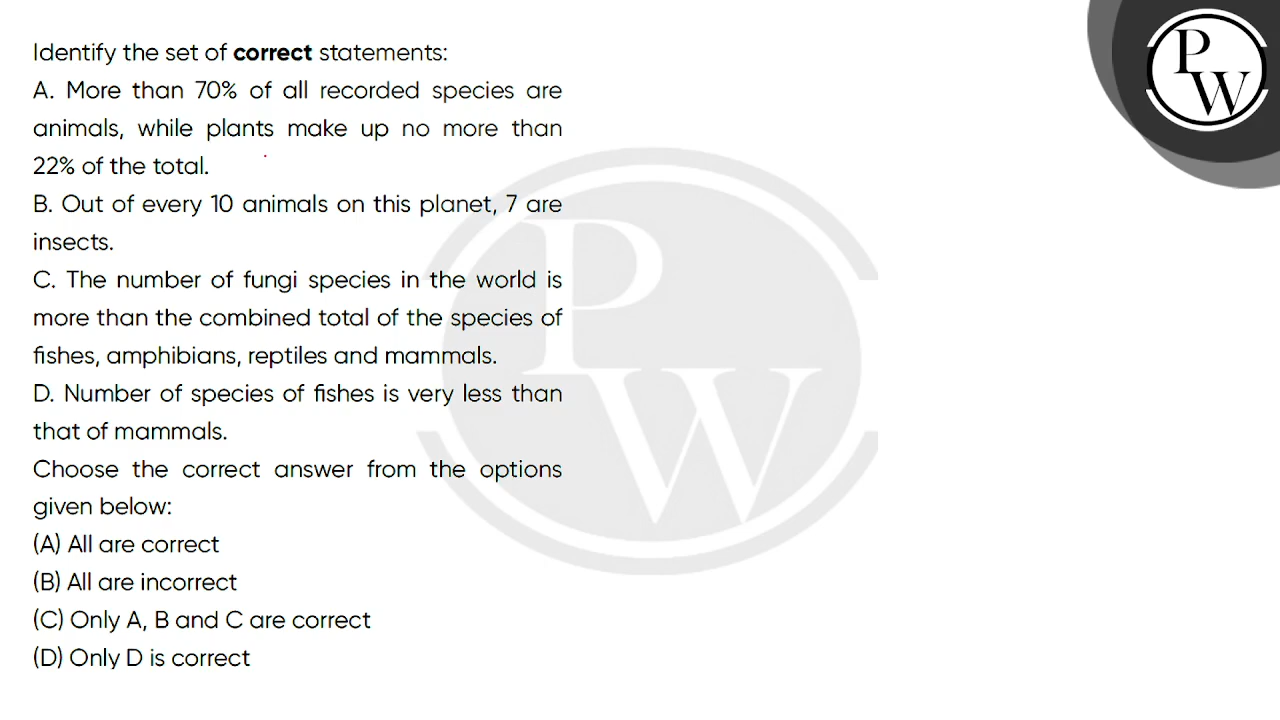 Identify the set of correct statements:
A. More than 70% of all recorded species are
animals, while plants make up no more than
22% of the total.
B. Out of every 10 animals on this planet, 7 are
insects.
C. The number of fungi species in the world is
more than the combined total of the species of
fishes, amphibians, reptiles and mammals.
D. Number of species of fishes is very less than
that of mammals.
Choose the correct answer from the options
given below:
(A) All are correct
(B) All are incorrect
(C) Only A, B and C are correct
(D) Only D is correct
P
W
P
W